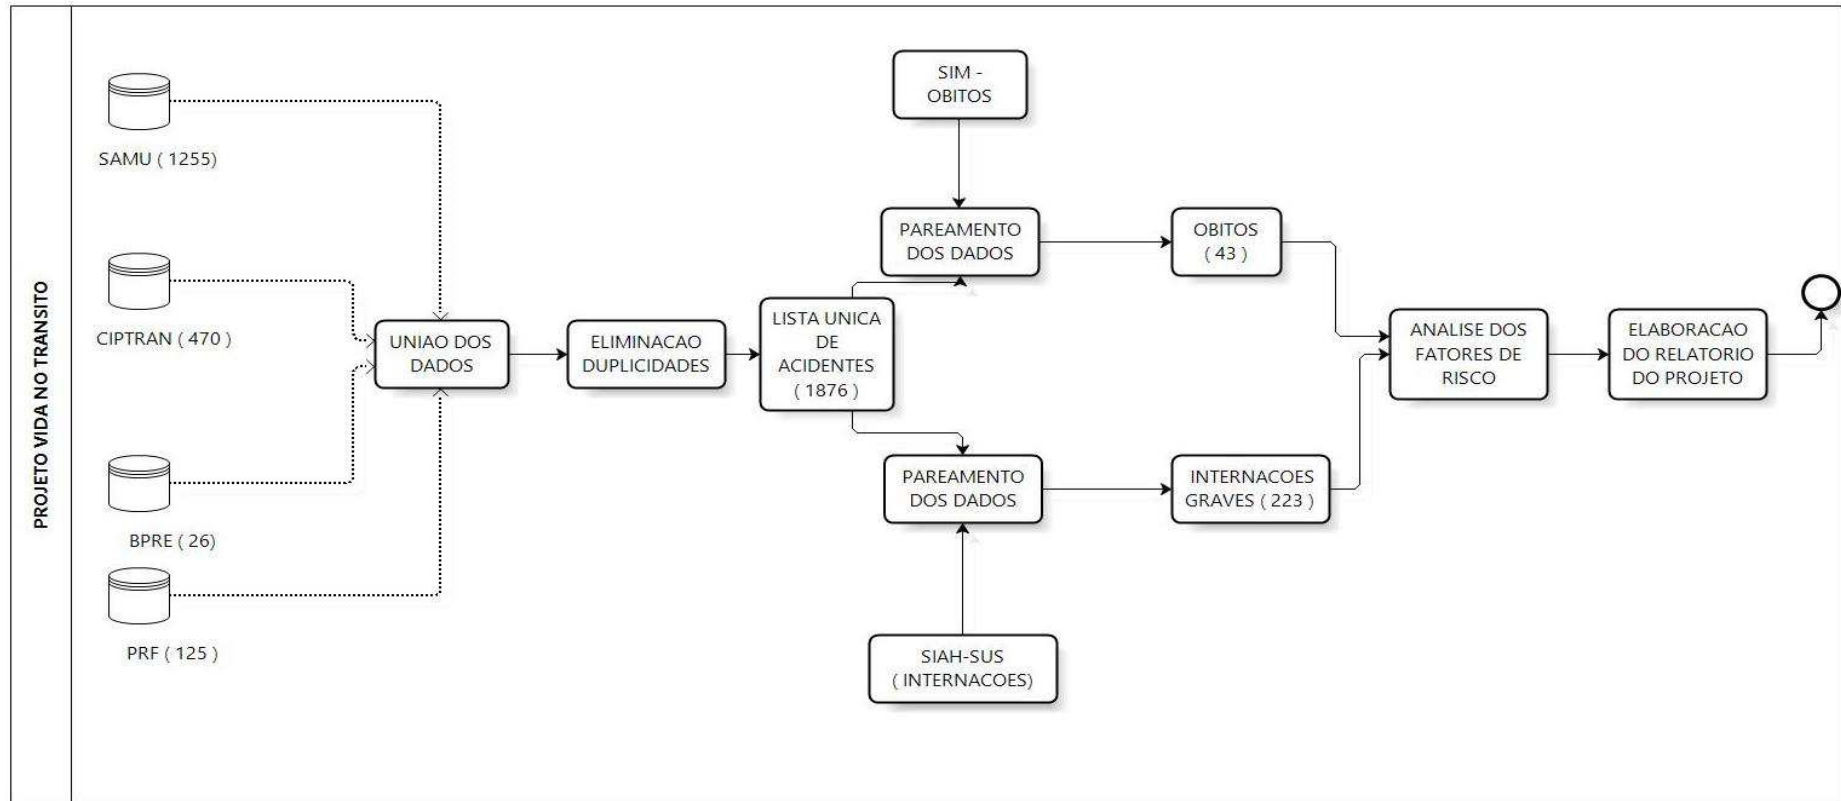 PROJETO VIDA NO TRANSITO
SAMU ( 1255)
CIPTRAN ( 470 )
BPRE ( 26)
PRF ( 125 )
UNIAO DOS
DADOS
ELIMINACAO
DUPLICIDADES
LISTA UNICA
DE
ACIDENTES
( 1876 )
SIM -
OBITOS
PAREAMENTO
DOS DADOS
OBITOS
( 43 )
PAREAMENTO
DOS DADOS
INTERNACOES
GRAVES ( 223 )
SIAH-SUS
( INTERNACOES)
ANALISE DOS
FATORES DE
RISCO
ELABORACAO
DO RELATORIO
DO PROJETO